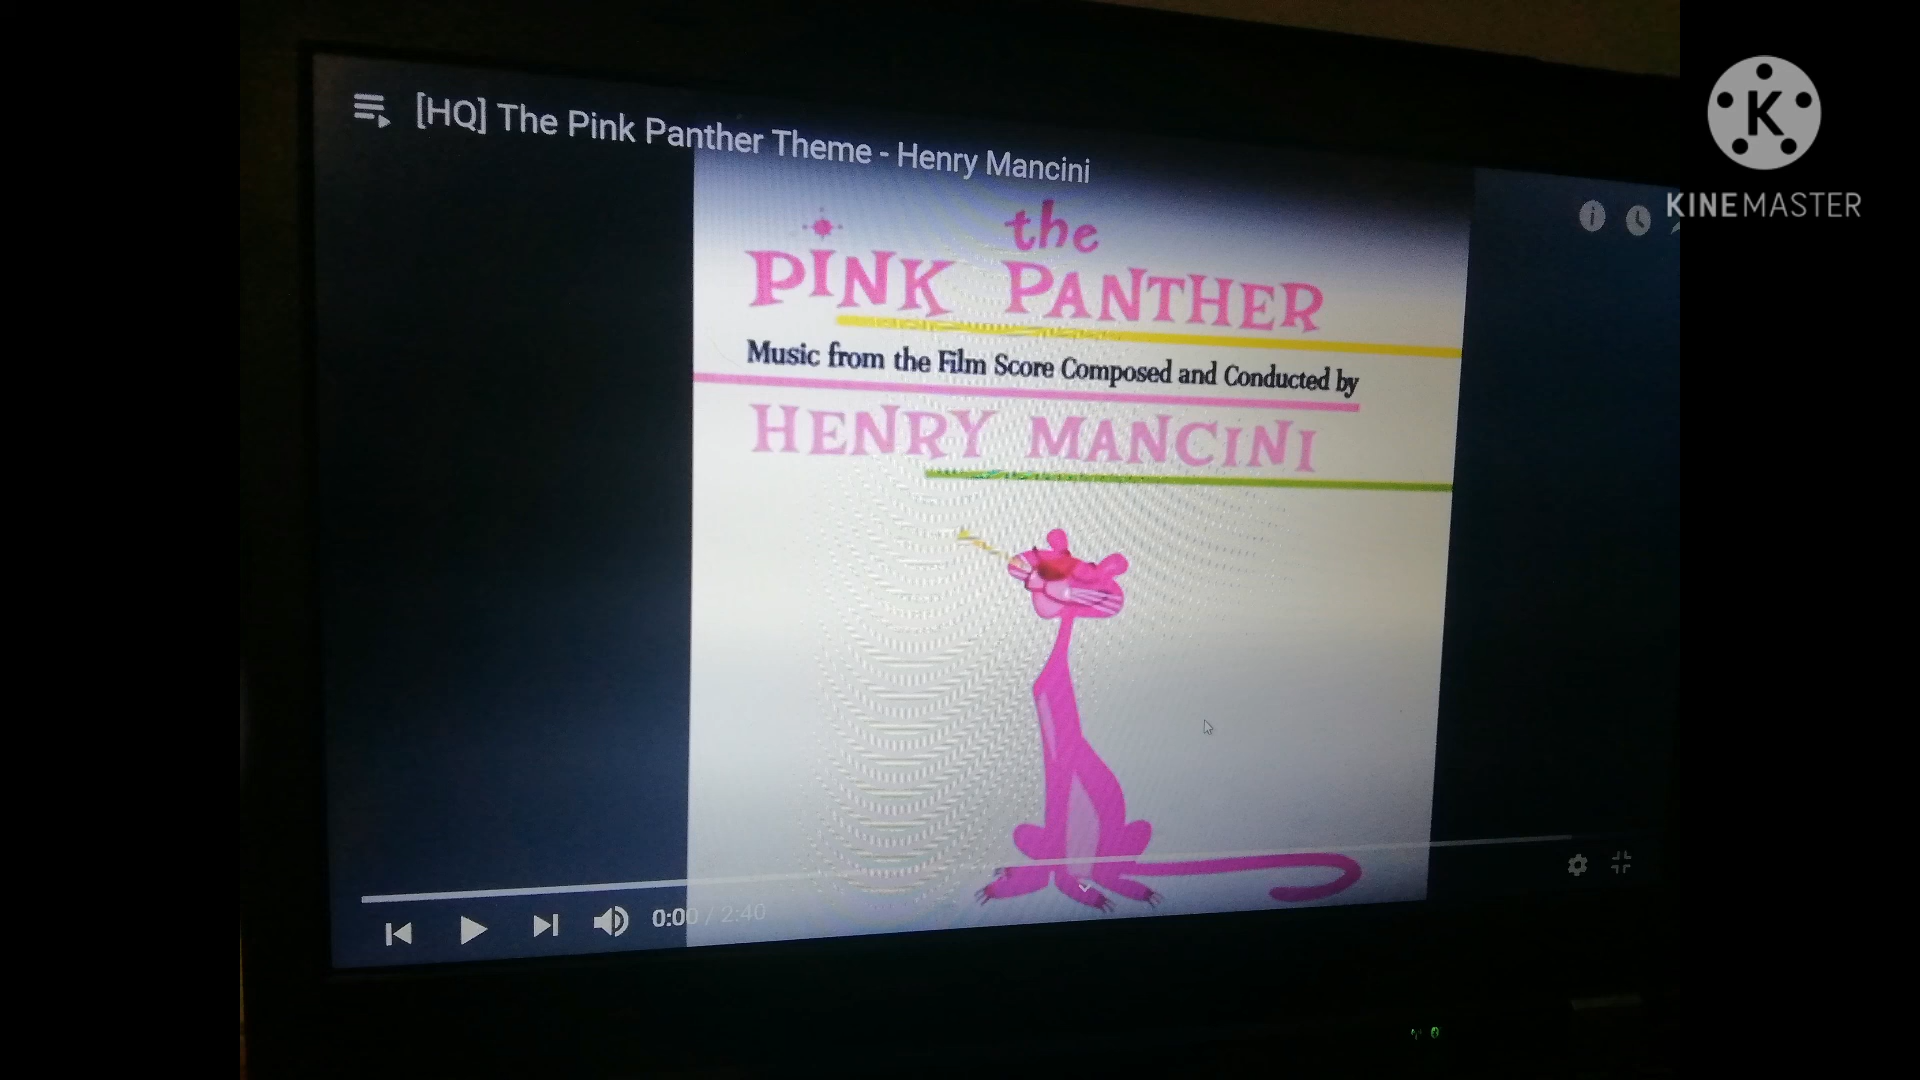 [HQ] The Pink Panther Theme - Henry Mancini
the
PINK PANTHER
Music from the Film Score Composed and Conducted by
HENRY MANCINI
0:00 / 2:40
K
KINEMASTER